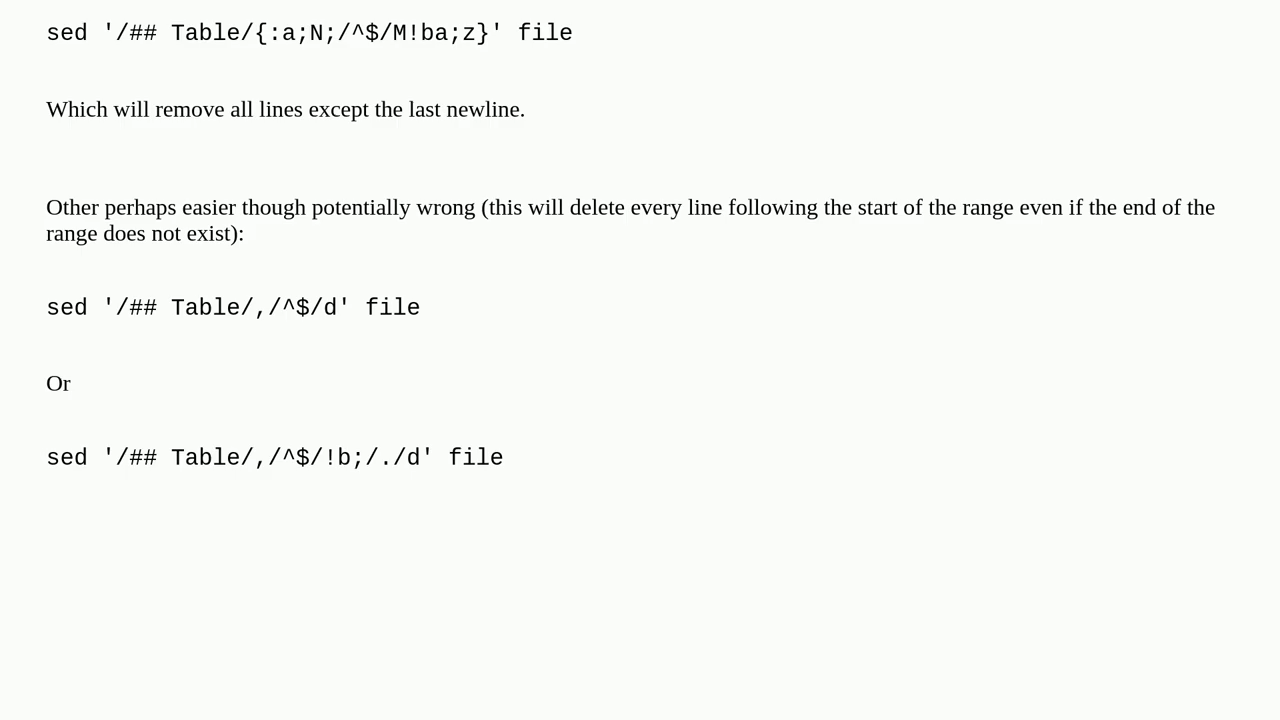 sed '/## Table/{:a;N;/^$/M!ba;z}' file
Which will remove all lines except the last newline.
Other perhaps easier though potentially wrong (this will delete every line following the start of the range even if the end of the
range does not exist):
sed '/## Table/,/^$/d' file
Or
sed '/## Table/,/^$/!b;/./d' file